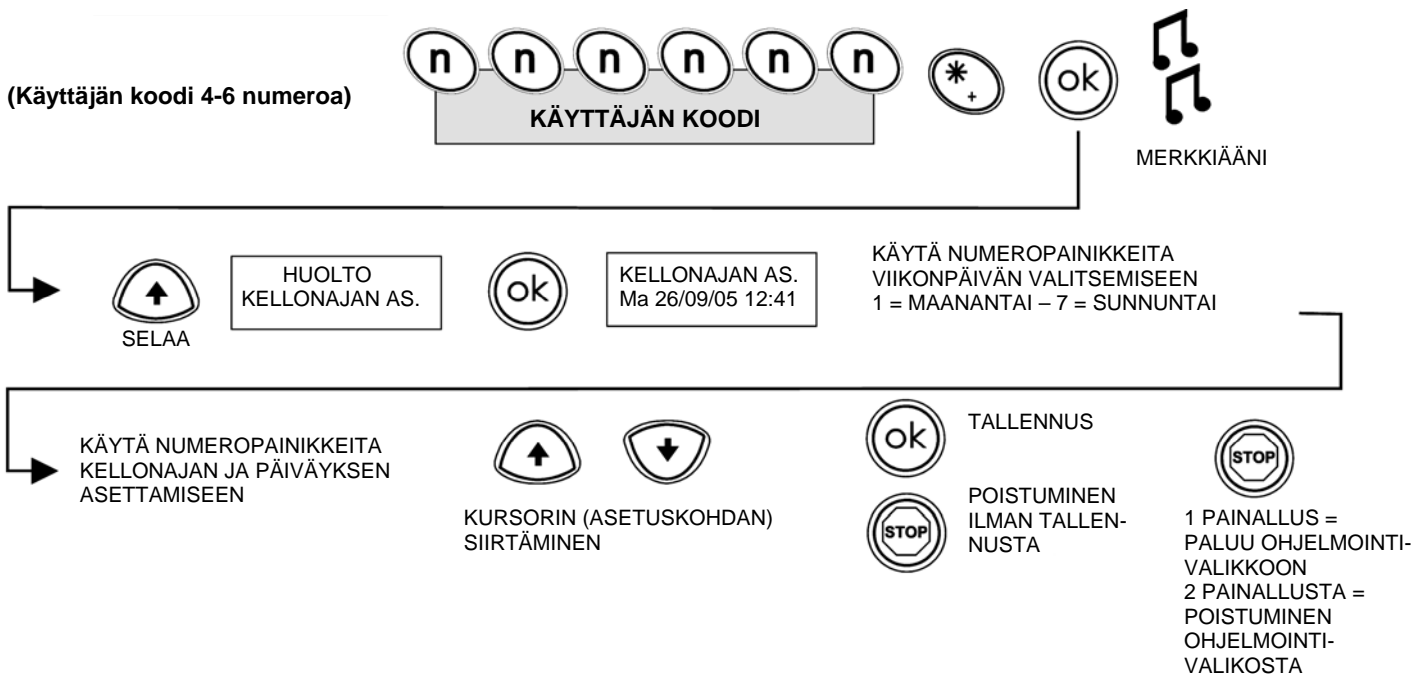 n n n n n n
* +
ok
(Käyttäjän koodi 4-6 numeroa)
KÄYTTÄJÄN KOODI
MERKKIÄÄNI
SELAA
HUOLTO
KELLONAJAN AS.
ok
KELLONAJAN AS.
Ma 26/09/05 12:41
KÄYTÄ NUMEROPAINIKKEITA
VIIKONPÄIVÄN VALITSEMISEEN
1 = MAANANTAI – 7 = SUNNUNTAI
KÄYTÄ NUMEROPAINIKKEITA
KELLONAJAN JA PÄIVÄYKSEN
ASETTAMISEEN
KURSORIN (ASETUSKOHDAN)
SIIRTÄMINEN
ok
TALLENNUS
STOP
POISTUMINEN
ILMAN TALLEN-
NUSTA
STOP
1 PAINALLUS =
PALUU OHJELMOINTI-
VALIKKOON
2 PAINALLUSTA =
POISTUMINEN
OHJELMOINTI-
VALIKOSTA